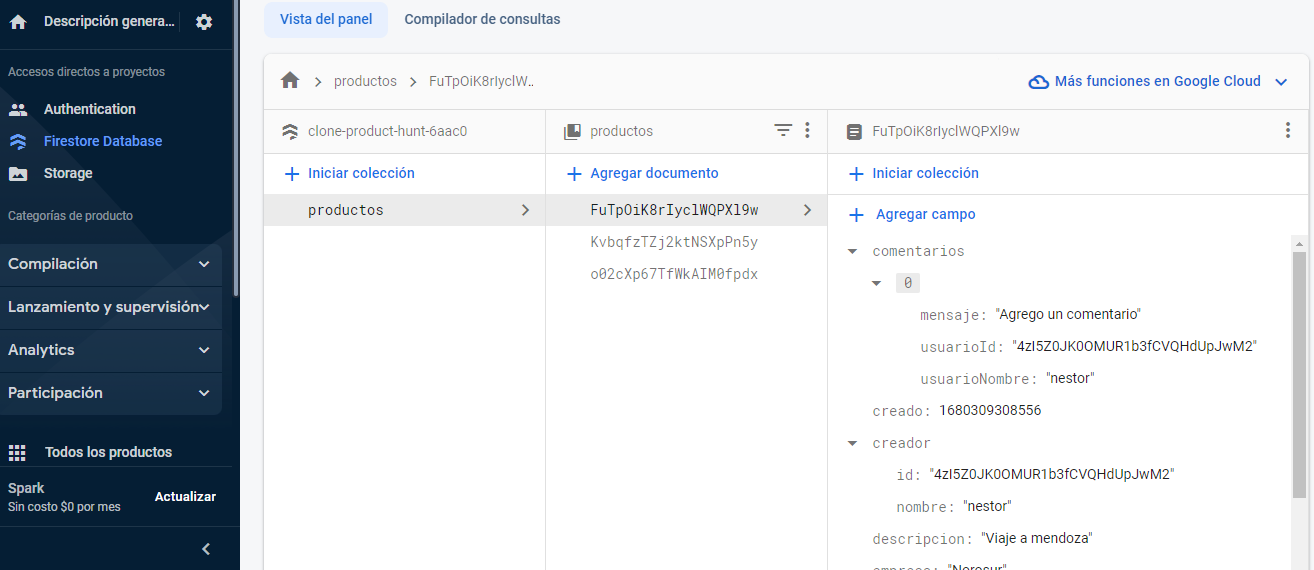 Descripción genera...
Accesos directos a proyectos
Authentication
Firestore Database
Storage
Categorías de producto
Compilación
Lanzamiento y supervisión
Analytics
Participación
Todos los productos
Spark
Sin costo $0 por mes
Actualizar
Vista del panel
Compilador de consultas
productos
FuTpOiK8rIyclW..
Más funciones en Google Cloud
clone-product-hunt-6aac0
Iniciar colección
productos
productos
Agregar documento
FuTpOiK8rIyclWQPXl9w
KvbqfzTZj2ktNSXpPn5y
o02cXp67TfWkAIM0fpdx
FuTpOiK8rIyclWQPXl9w
Iniciar colección
Agregar campo
comentarios
0
mensaje: "Agrego un comentario"
usuarioId: "4zI5Z0JK0OMUR1b3fCVQHdUpJwM2"
usuarioNombre: "nestor"
creado: 1680309308556
creador
id: "4zI5Z0JK0OMUR1b3fCVQHdUpJwM2"
nombre: "nestor"
descripcion: "Viaje a mendoza"